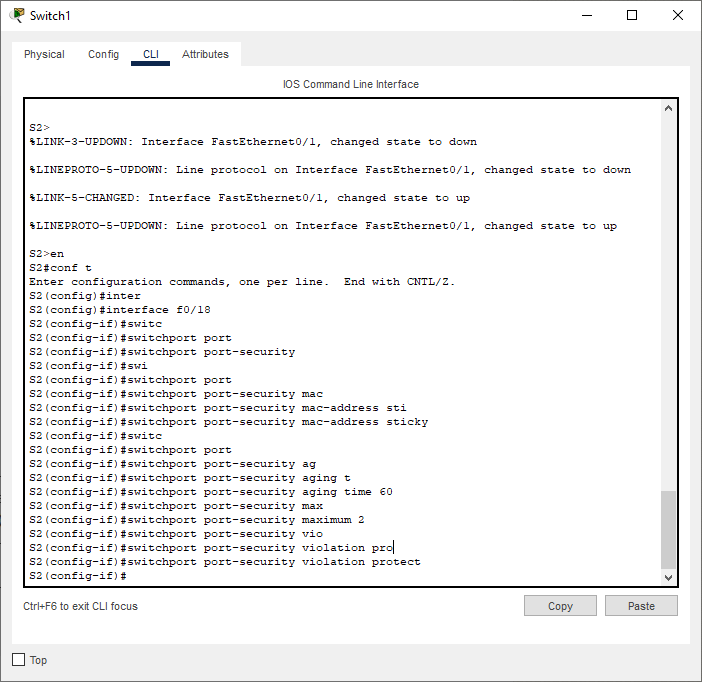 Switch1
Physical Config CLI Attributes
IOS Command Line Interface
S2>
%LINK-3-UPDOWN: Interface FastEthernet0/1, changed state to down
%LINEPROTO-5-UPDOWN: Line protocol on Interface FastEthernet0/1, changed state to down
%LINK-5-CHANGED: Interface FastEthernet0/1, changed state to up
%LINEPROTO-5-UPDOWN: Line protocol on Interface FastEthernet0/1, changed state to up
S2>en
S2#conf t
Enter configuration commands, one per line.  End with CNTL/Z.
S2(config)#inter
S2(config)#interface f0/18
S2(config-if)#switc
S2(config-if)#switchport port
S2(config-if)#switchport port-security
S2(config-if)#swi
S2(config-if)#switchport port
S2(config-if)#switchport port-security mac
S2(config-if)#switchport port-security mac-address sti
S2(config-if)#switchport port-security mac-address sticky
S2(config-if)#switc
S2(config-if)#switchport port
S2(config-if)#switchport port-security ag
S2(config-if)#switchport port-security aging t
S2(config-if)#switchport port-security aging time 60
S2(config-if)#switchport port-security max
S2(config-if)#switchport port-security maximum 2
S2(config-if)#switchport port-security vio
S2(config-if)#switchport port-security violation pro
S2(config-if)#switchport port-security violation protect
S2(config-if)#
Ctrl+F6 to exit CLI focus
Copy Paste
Top